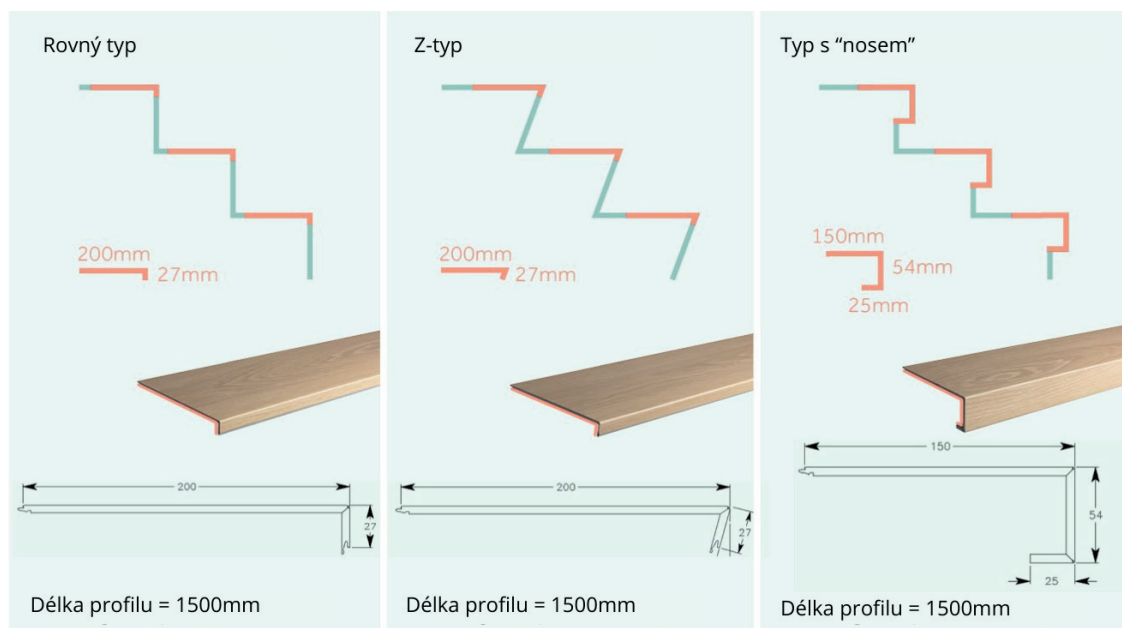 Rovný typ
200mm
27mm
200
27
Délka profilu = 1500mm
Z-typ
200mm
27mm
200
27
Délka profilu = 1500mm
Typ s “nosem”
150mm
54mm
25mm
150
54
25
Délka profilu = 1500mm